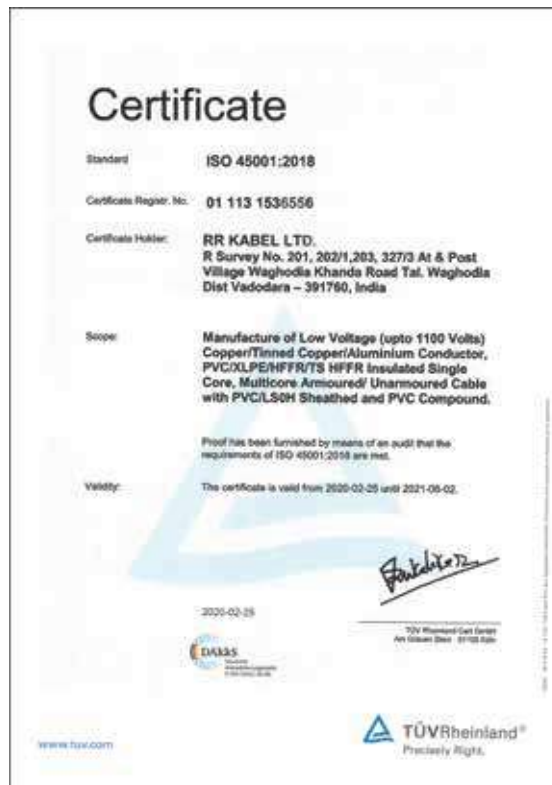 Certificate
Standard ISO 45001:2018
Certificate Registr. No. 01 113 1536556
Certificate Holder: RR KABEL LTD.
R Survey No. 201, 202/1,203, 327/3 At & Post
Village Waghodia Khanda Road Tal. Waghodia
Dist Vadodara – 391760, India
Scope: Manufacture of Low Voltage (upto 1100 Volts)
Copper/Tinned Copper/Aluminium Conductor,
PVC/XLPE/HFFR/TS HFFR Insulated Single
Core, Multicore Armoured/ Unarmoured Cable
with PVC/LS0H Sheathed and PVC Compound.
Proof has been furnished by means of an audit that the
requirements of ISO 45001:2018 are met.
Validity: The certificate is valid from 2020-02-25 until 2021-06-02.
2020-02-25
TÜV Rheinland Cert GmbH
Am Grauen Stein · 51105 Köln
DAkkS
www.tuv.com
TÜVRheinland®
Precisely Right.